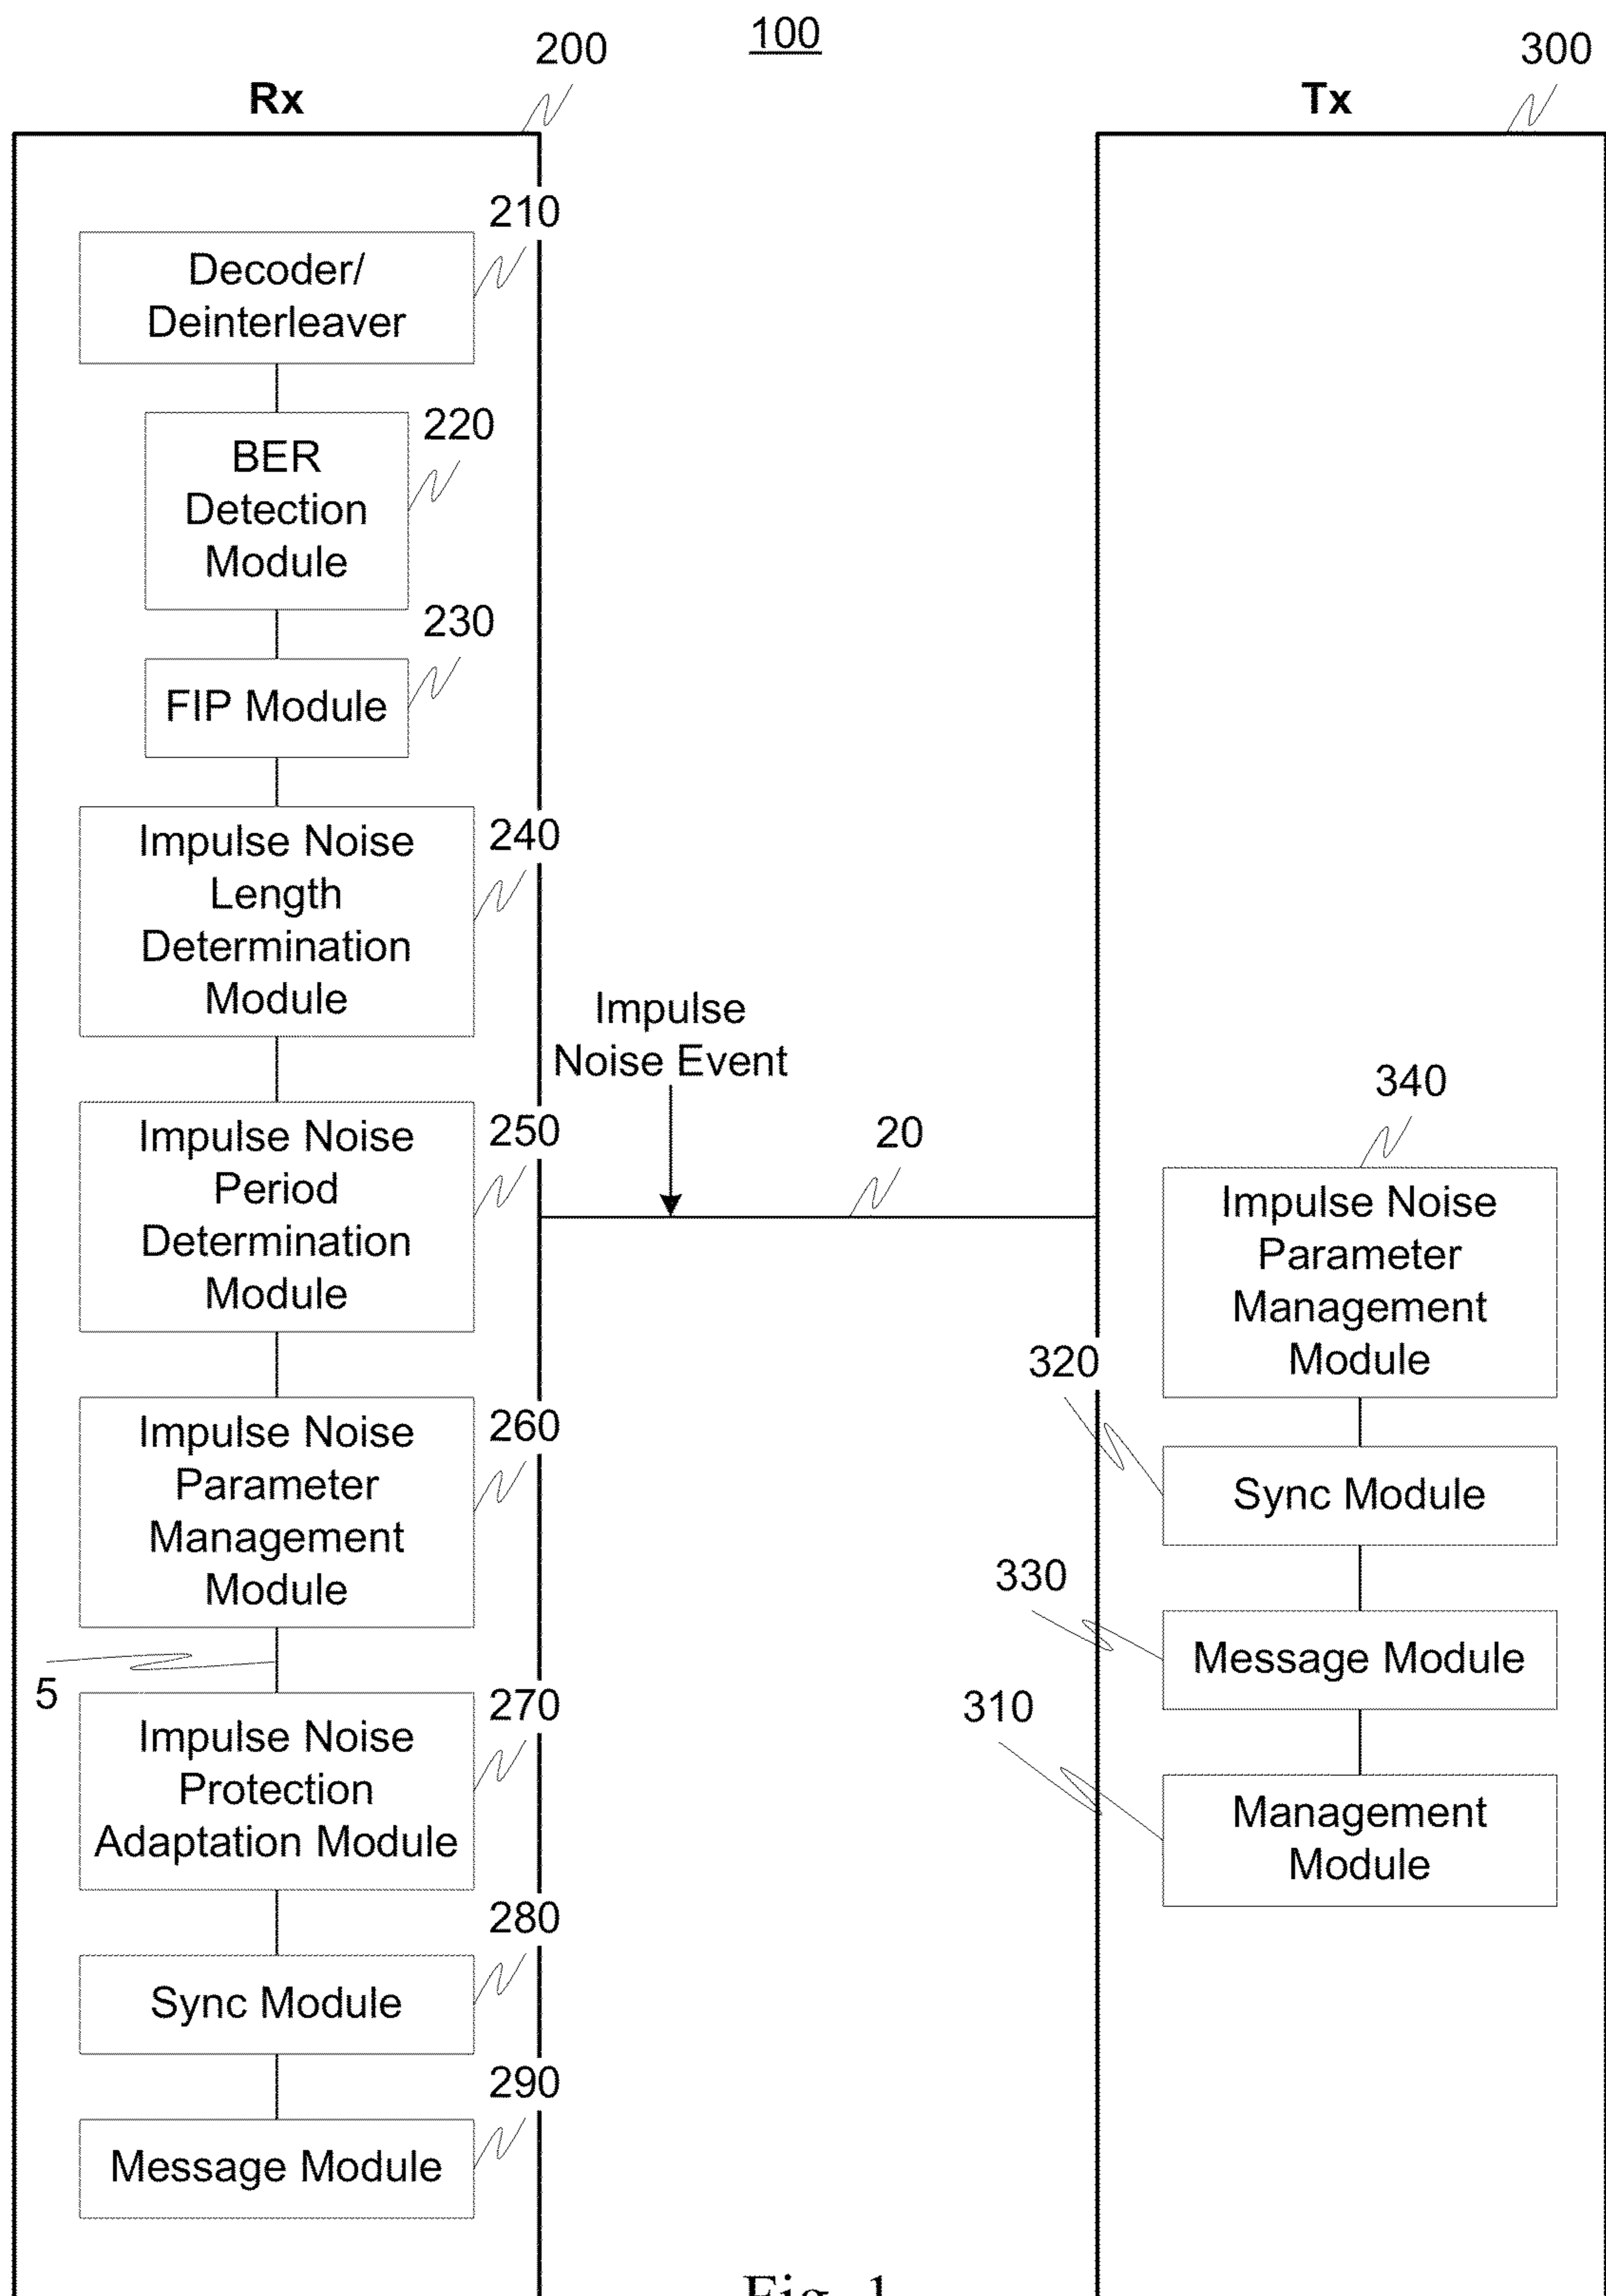 100
200
300
Rx
Tx
210
Decoder/
Deinterleaver
220
BER
Detection
Module
230
FIP Module
240
Impulse Noise
Length
Determination
Module
Impulse
Noise Event
20
250
Impulse Noise
Period
Determination
Module
260
Impulse Noise
Parameter
Management
Module
5
270
Impulse Noise
Protection
Adaptation Module
280
Sync Module
290
Message Module
340
Impulse Noise
Parameter
Management
Module
320
Sync Module
330
Message Module
310
Management
Module
Fig. 1